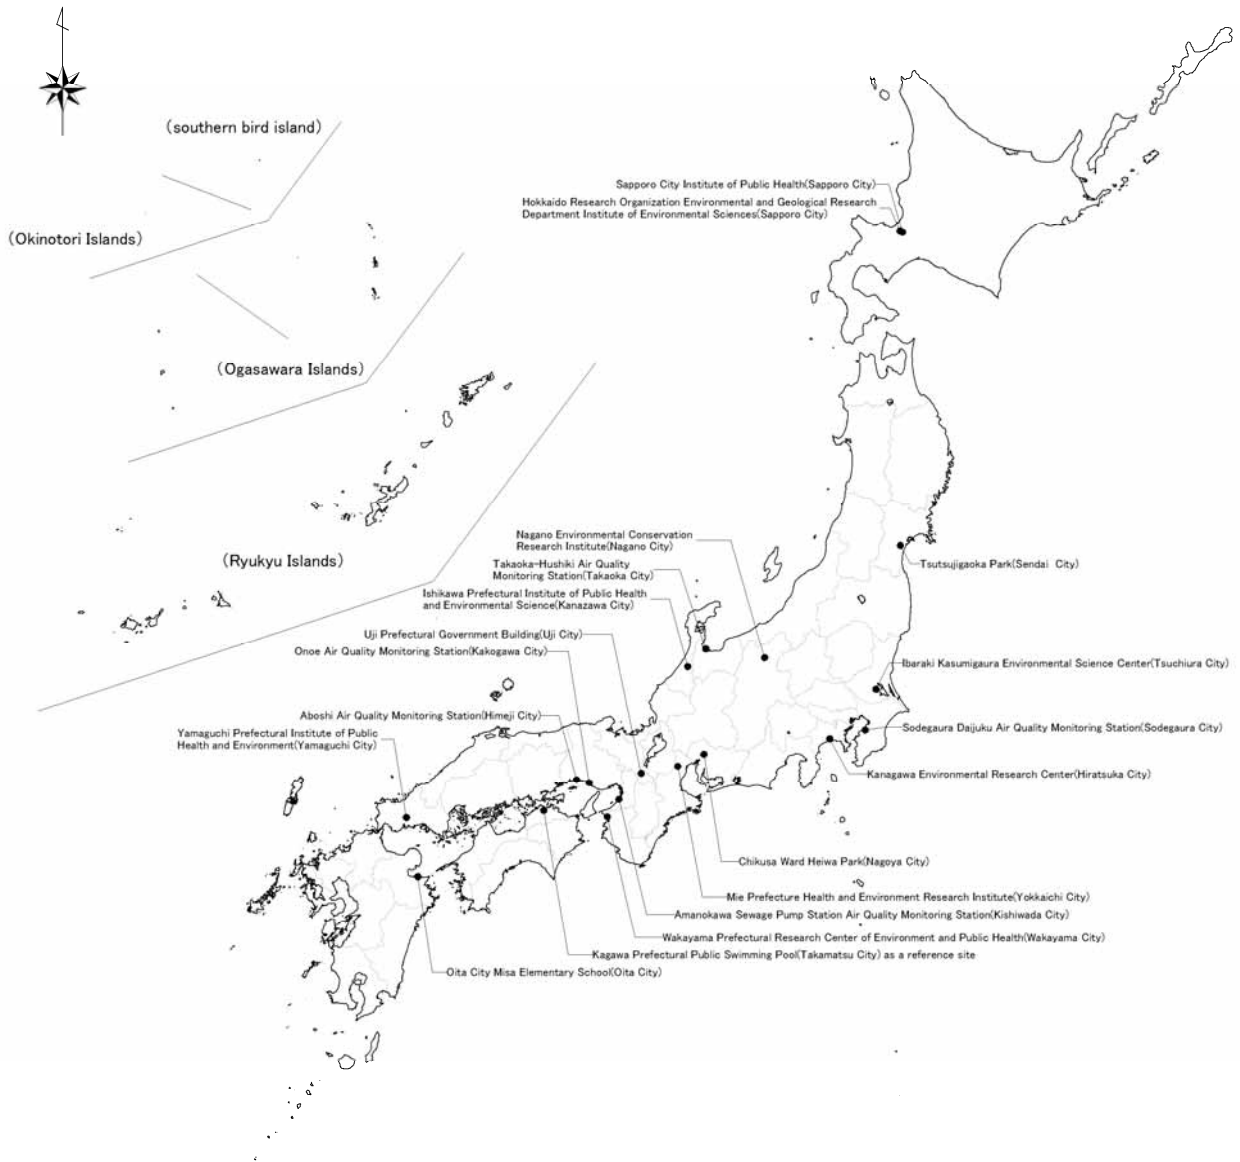 (southern bird island)
Sapporo City Institute of Public Health(Sapporo City)
Hokkaido Research Organization Environmental and Geological Research
Department Institute of Environmental Sciences(Sapporo City)
(Okinotori Islands)
(Ogasawara Islands)
Nagano Environmental Conservation
Research Institute(Nagano City)
(Ryukyu Islands)
Takaoka-Hushiki Air Quality
Monitoring Station(Takaoka City)
Tsutsujigaoka Park(Sendai City)
Ishikawa Prefectural Institute of Public Health
and Environmental Science(Kanazawa City)
Uji Prefectural Government Building(Uji City)
Onoe Air Quality Monitoring Station(Kakogawa City)
Ibaraki Kasumigaura Environmental Science Center(Tsuchiura City)
Aboshi Air Quality Monitoring Station(Himeji City)
Sodegaura Daijuku Air Quality Monitoring Station(Sodegaura City)
Yamaguchi Prefectural Institute of Public
Health and Environment(Yamaguchi City)
Kanagawa Environmental Research Center(Hiratsuka City)
Chikusa Ward Heiwa Park(Nagoya City)
Mie Prefecture Health and Environment Research Institute(Yokkaichi City)
Amanokawa Sewage Pump Station Air Quality Monitoring Station(Kishiwada City)
Wakayama Prefectural Research Center of Environment and Public Health(Wakayama City)
Kagawa Prefectural Public Swimming Pool(Takamatsu City) as a reference site
Oita City Misa Elementary School(Oita City)